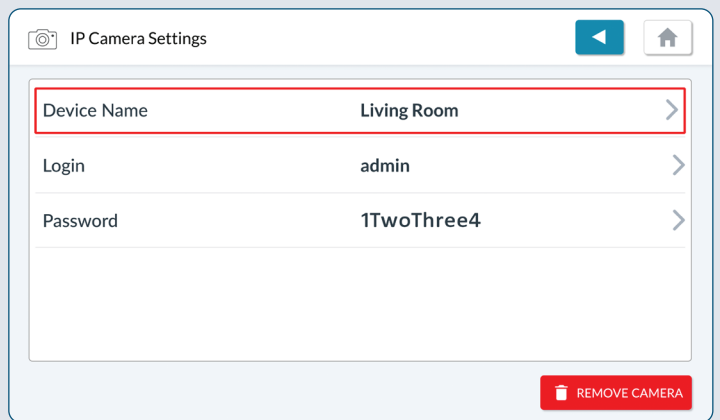 IP Camera Settings
Device Name Living Room
Login admin
Password 1TwoThree4
REMOVE CAMERA